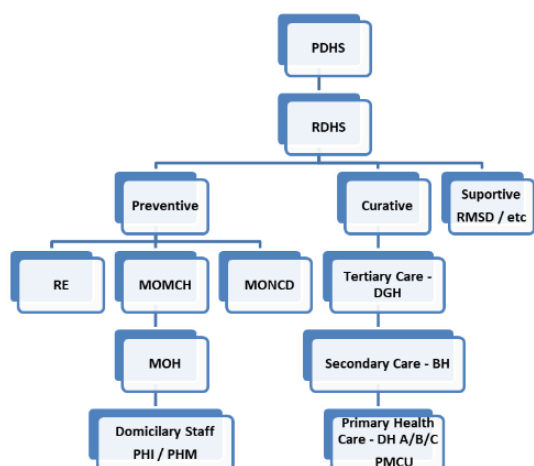 PDHS
RDHS
Preventive
Curative
Suportive
RMSD / etc
RE
MOMCH
MONCD
Tertiary Care -
DGH
MOH
Secondary Care - BH
Domicilary Staff
PHI / PHM
Primary Health
Care - DH A/B/C
PMCU